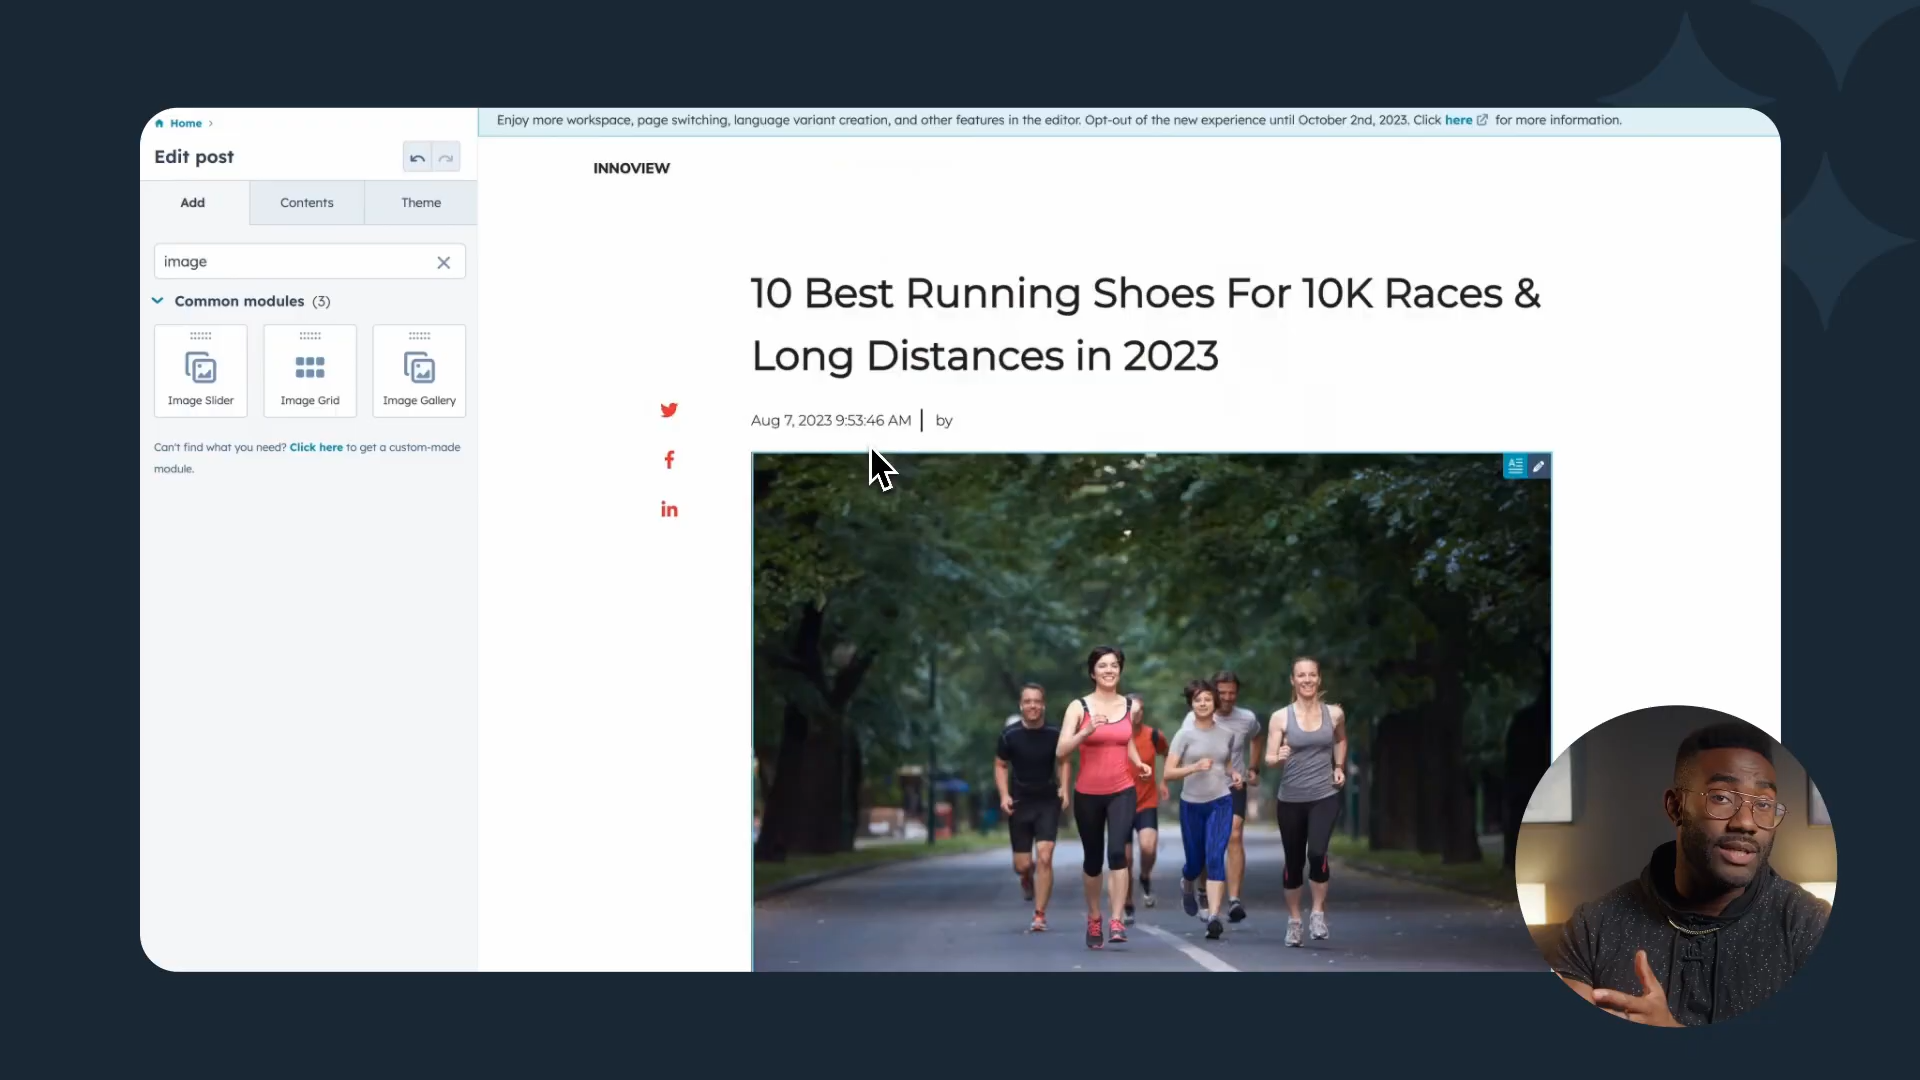 Home
Edit post
Add
Contents
Theme
image
Common modules (3)
Image Slider
Image Grid
Image Gallery
Can't find what you need? Click here to get a custom-made
module.
Enjoy more workspace, page switching, language variant creation, and other features in the editor. Opt-out of the new experience until October 2nd, 2023. Click here for more information.
INNOVIEW
10 Best Running Shoes For 10K Races &
Long Distances in 2023
Aug 7, 2023 9:53:46 AM | by